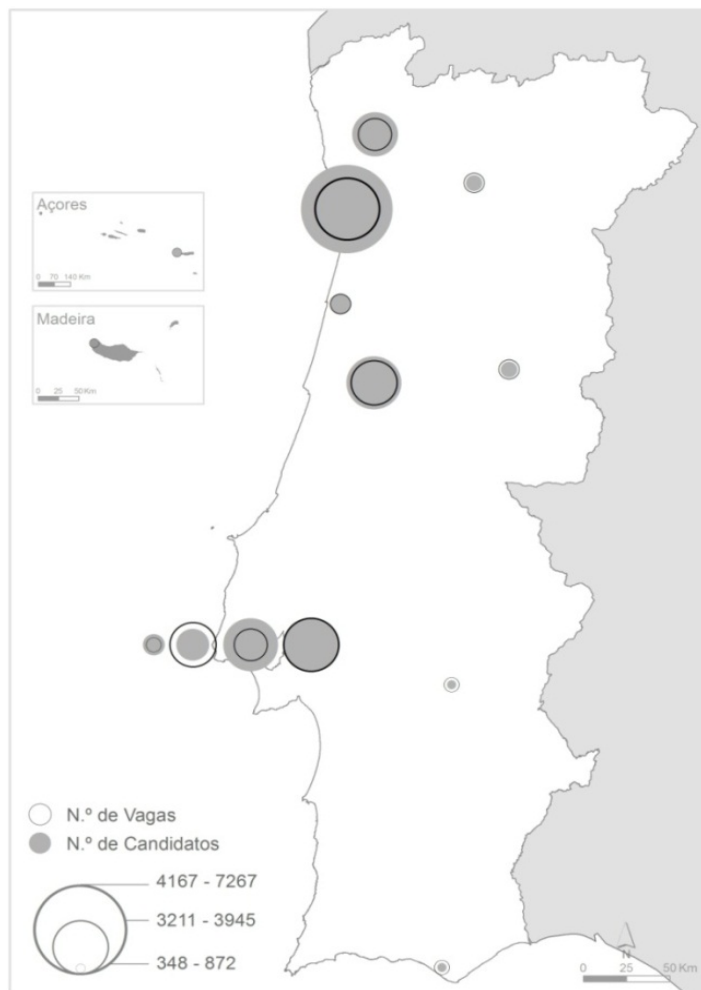 Açores
0 70 140 Km
Madeira
0 25 50 Km
N.º de Vagas
N.º de Candidatos
4167 - 7267
3211 - 3945
348 - 872
N
0 25 50 Km